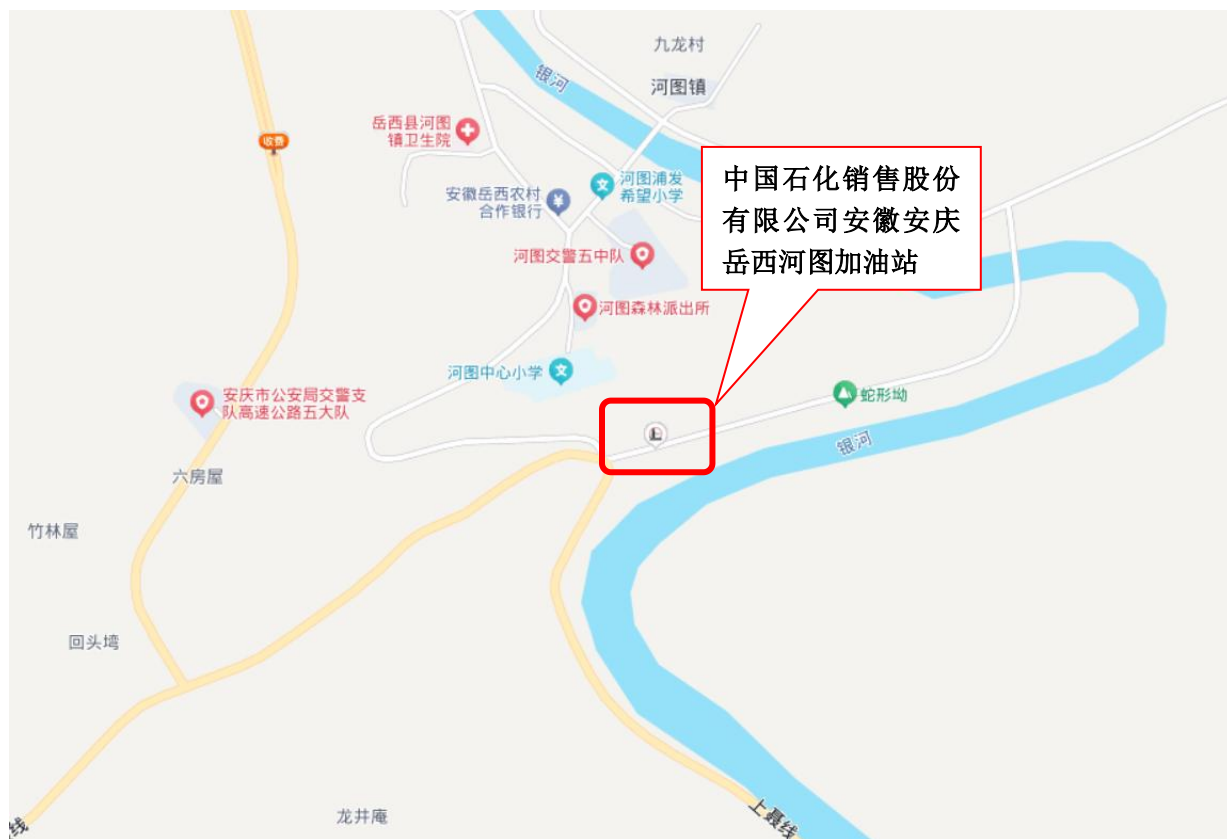 九龙村
银河
河图镇
岳西县河图
镇卫生院
收费
河图浦发
希望小学
安徽岳西农村
合作银行
中国石化销售股份
有限公司安徽安庆
岳西河图加油站
河图交警五中队
河图森林派出所
河图中心小学
安庆市公安局交警支
队高速公路五大队
蛇形坳
银河
六房屋
竹林屋
回头塆
龙井庵
上聂线
线